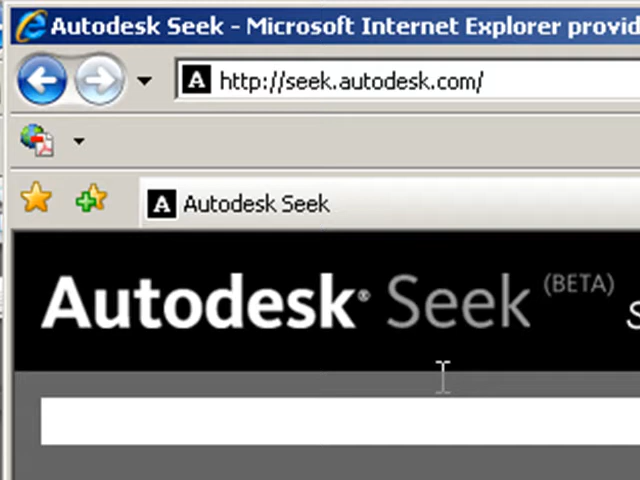 Autodesk Seek - Microsoft Internet Explorer provid
A http://seek.autodesk.com/
A Autodesk Seek
Autodesk® Seek (BETA) S